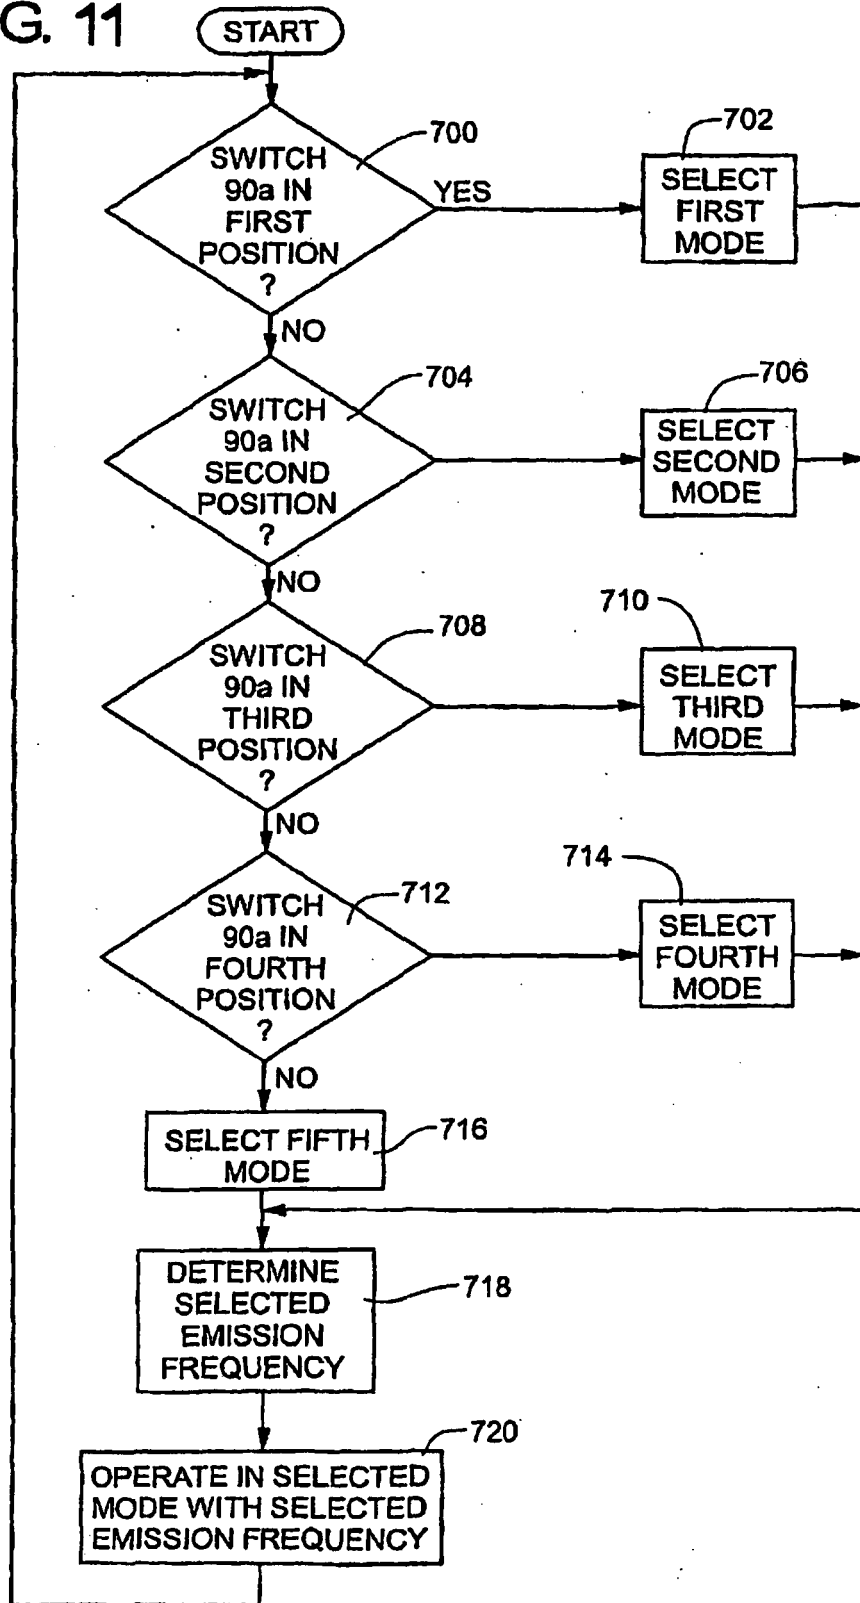 G. 11
START
700
SWITCH
90a IN
FIRST
POSITION
?
YES
702
SELECT
FIRST
MODE
NO
704
SWITCH
90a IN
SECOND
POSITION
?
706
SELECT
SECOND
MODE
NO
708
SWITCH
90a IN
THIRD
POSITION
?
710
SELECT
THIRD
MODE
NO
712
SWITCH
90a IN
FOURTH
POSITION
?
714
SELECT
FOURTH
MODE
NO
716
SELECT FIFTH
MODE
718
DETERMINE
SELECTED
EMISSION
FREQUENCY
720
OPERATE IN SELECTED
MODE WITH SELECTED
EMISSION FREQUENCY